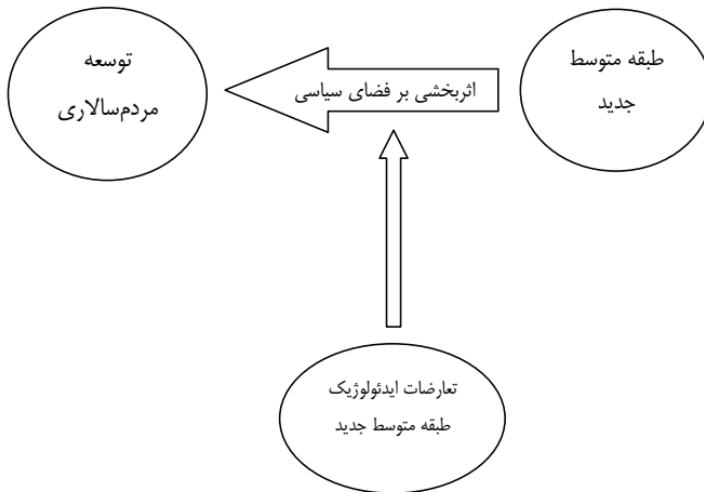 طبقه متوسط
جدید
اثربخشی بر فضای سیاسی
توسعه
مردم‌سالاری
تعارضات ایدئولوژیک
طبقه متوسط جدید